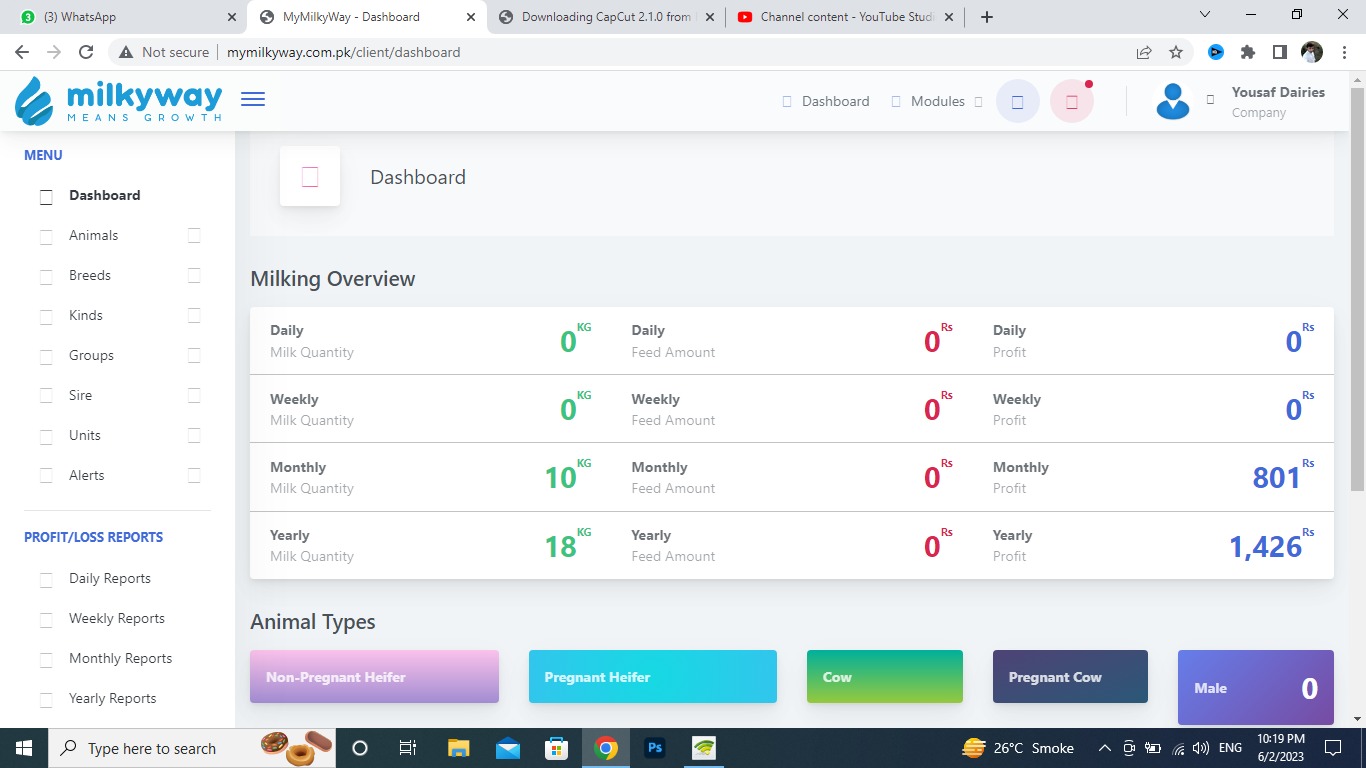 3
(3) WhatsApp
MyMilkyWay - Dashboard
Downloading CapCut 2.1.0 from
Channel content - YouTube Studi
Not secure
mymilkyway.com.pk/client/dashboard
milkyway
MEANS GROWTH
Dashboard
Modules
Yousaf Dairies
Company
MENU
Dashboard
Animals
Breeds
Kinds
Groups
Sire
Units
Alerts
PROFIT/LOSS REPORTS
Daily Reports
Weekly Reports
Monthly Reports
Yearly Reports
Dashboard
Milking Overview
Daily
Milk Quantity
0 KG
Daily
Feed Amount
0 Rs
Daily
Profit
0 Rs
Weekly
Milk Quantity
0 KG
Weekly
Feed Amount
0 Rs
Weekly
Profit
0 Rs
Monthly
Milk Quantity
10 KG
Monthly
Feed Amount
0 Rs
Monthly
Profit
801 Rs
Yearly
Milk Quantity
18 KG
Yearly
Feed Amount
0 Rs
Yearly
Profit
1,426 Rs
Animal Types
Non-Pregnant Heifer
Pregnant Heifer
Cow
Pregnant Cow
Male
0
Type here to search
Ps
26°C Smoke
ENG
10:19 PM
6/2/2023